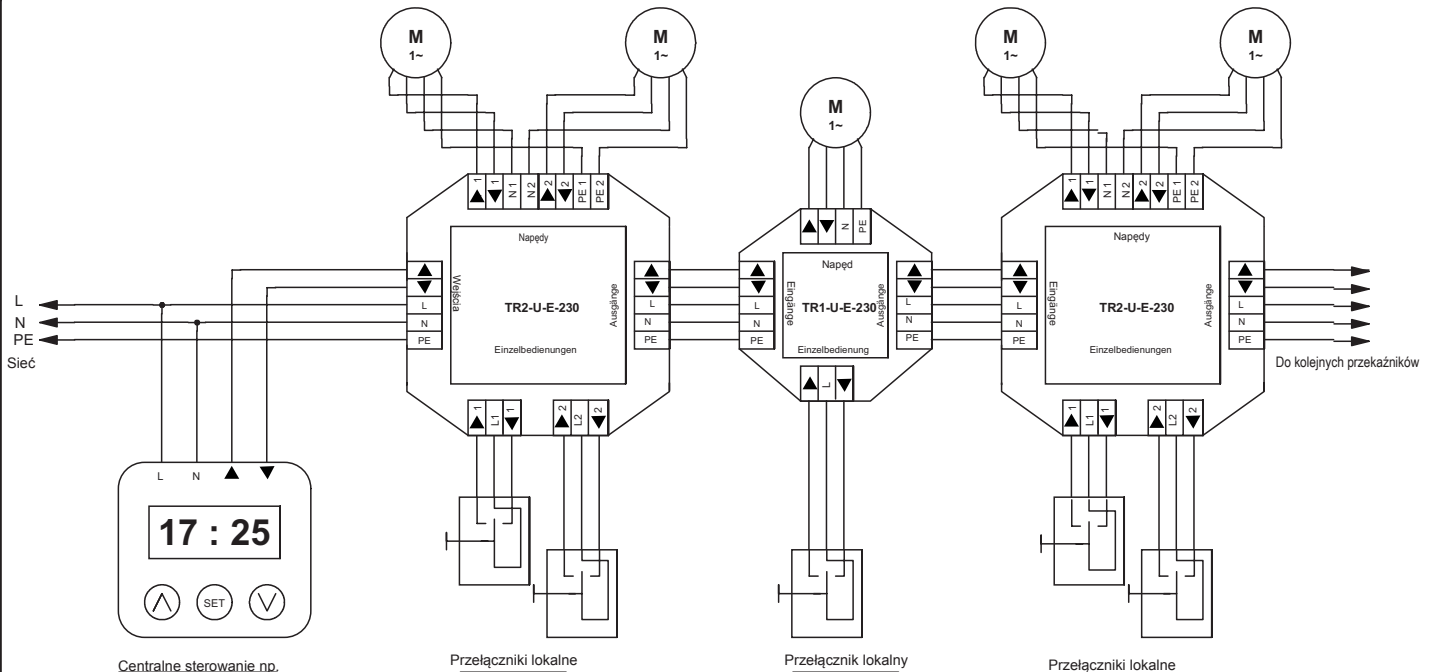 M
1~
M
1~
M
1~
M
1~
M
1~
▲ 1 ▼ 1 N 1 N 2 ▲ 2 ▼ 2 PE 1 PE 2
▲ ▼ N PE
▲ 1 ▼ 1 N 1 N 2 ▲ 2 ▼ 2 PE 1 PE 2
Napędy
Napęd
Napędy
L
N
PE
Sieć
▲
▼
L
N
PE
Wejścia
TR2-U-E-230
Ausgänge
Einzelbedienungen
▲
▼
L
N
PE
▲
▼
L
N
PE
Eingänge
TR1-U-E-230
Ausgänge
Einzelbedienung
▲
▼
L
N
PE
▲
▼
L
N
PE
Eingänge
TR2-U-E-230
Ausgänge
Einzelbedienungen
▲
▼
L
N
PE
Do kolejnych przekaźników
▲ 1 L1 ▼ 1 ▲ 2 L2 ▼ 2
▲ L ▼
▲ 1 L1 ▼ 1 ▲ 2 L2 ▼ 2
L N ▲ ▼
17 : 25
SET
Centralne sterowanie np.
Przełączniki lokalne
Przełącznik lokalny
Przełączniki lokalne